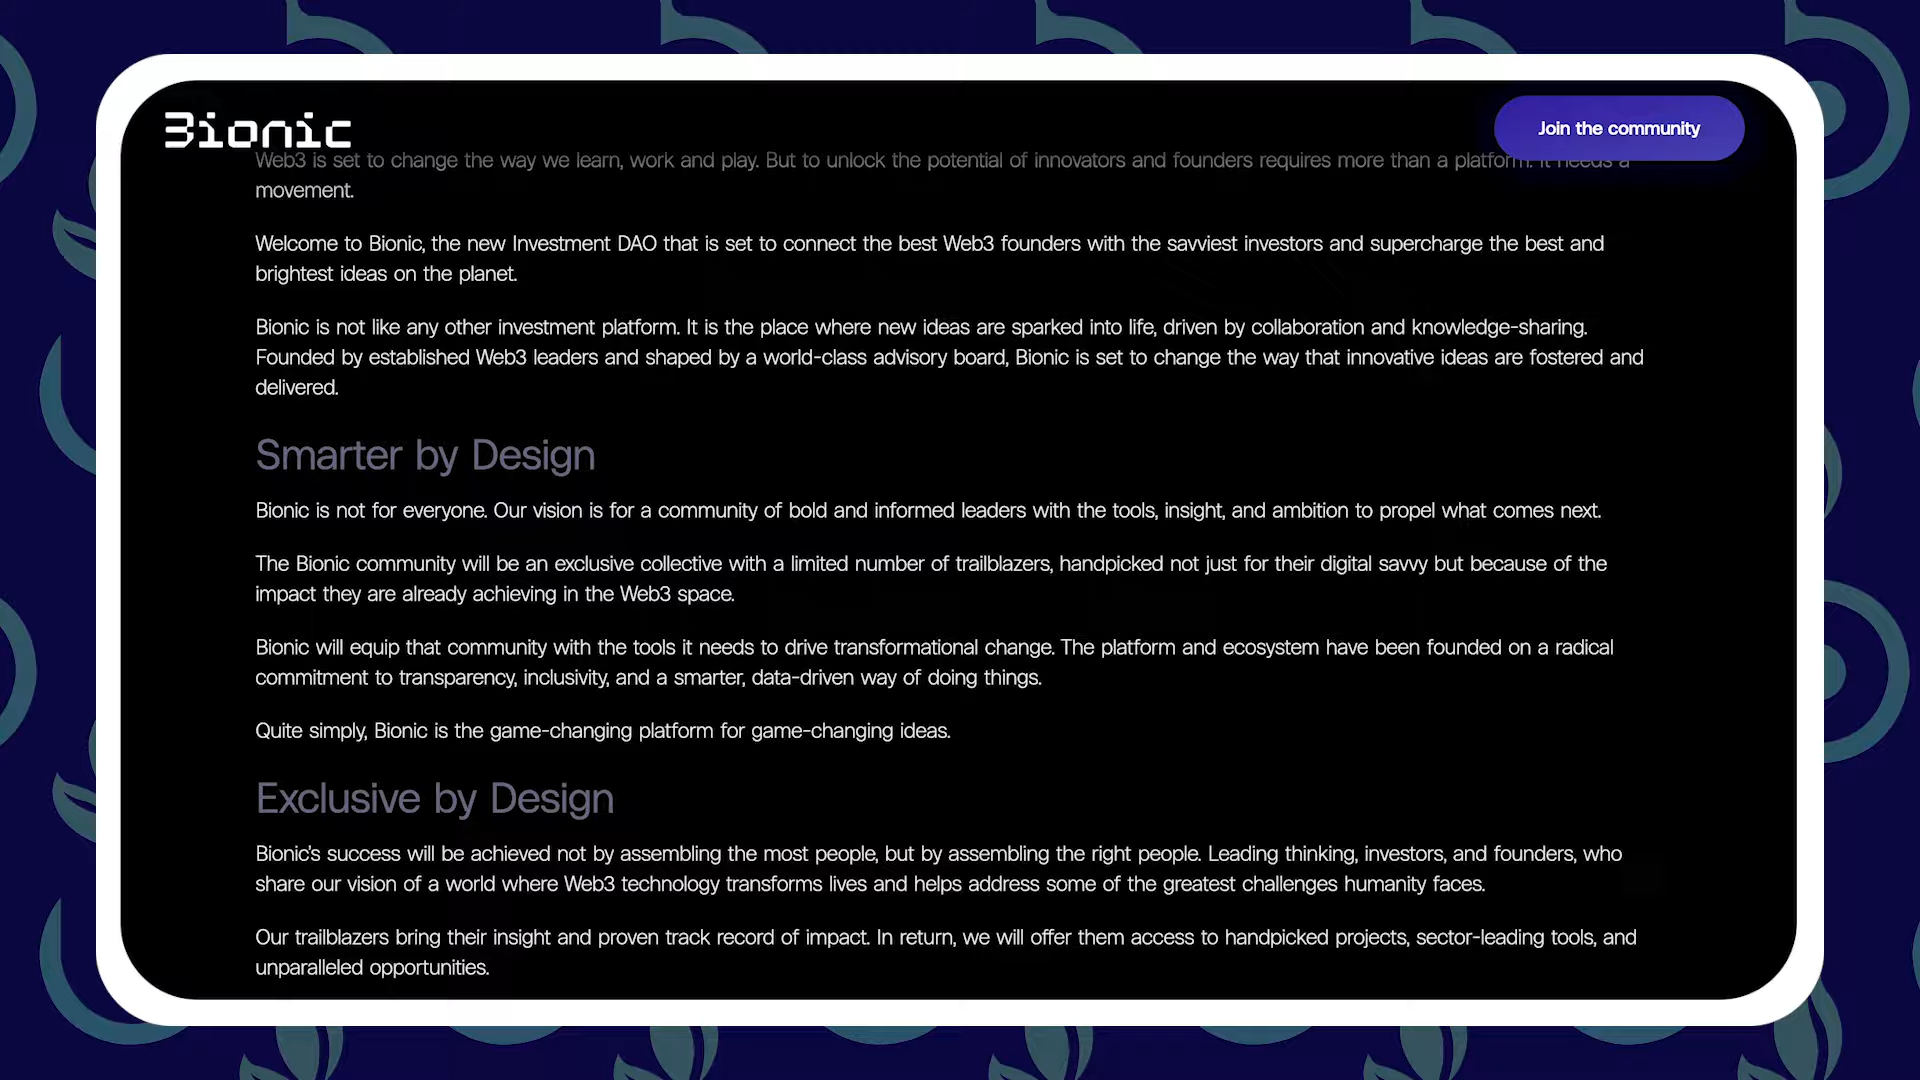 Bionic
Join the community
Web3 is set to change the way we learn, work and play. But to unlock the potential of innovators and founders requires more than a platform. It needs a
movement.
Welcome to Bionic, the new Investment DAO that is set to connect the best Web3 founders with the savviest investors and supercharge the best and
brightest ideas on the planet.
Bionic is not like any other investment platform. It is the place where new ideas are sparked into life, driven by collaboration and knowledge-sharing.
Founded by established Web3 leaders and shaped by a world-class advisory board, Bionic is set to change the way that innovative ideas are fostered and
delivered.
Smarter by Design
Bionic is not for everyone. Our vision is for a community of bold and informed leaders with the tools, insight, and ambition to propel what comes next.
The Bionic community will be an exclusive collective with a limited number of trailblazers, handpicked not just for their digital savvy but because of the
impact they are already achieving in the Web3 space.
Bionic will equip that community with the tools it needs to drive transformational change. The platform and ecosystem have been founded on a radical
commitment to transparency, inclusivity, and a smarter, data-driven way of doing things.
Quite simply, Bionic is the game-changing platform for game-changing ideas.
Exclusive by Design
Bionic's success will be achieved not by assembling the most people, but by assembling the right people. Leading thinking, investors, and founders, who
share our vision of a world where Web3 technology transforms lives and helps address some of the greatest challenges humanity faces.
Our trailblazers bring their insight and proven track record of impact. In return, we will offer them access to handpicked projects, sector-leading tools, and
unparalleled opportunities.